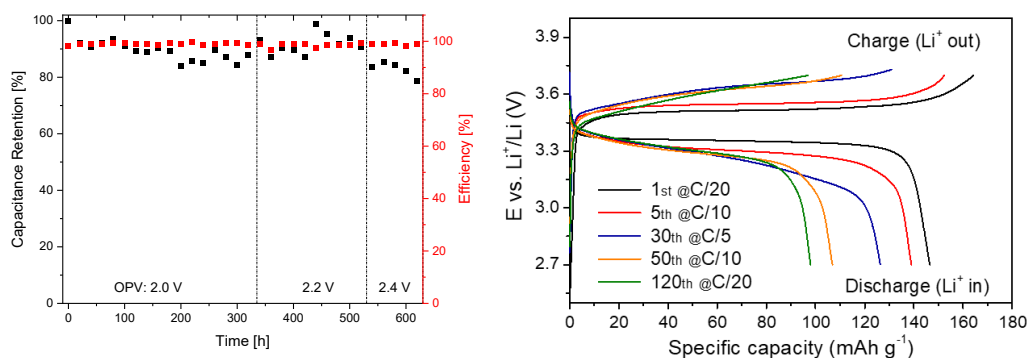 100
80
60
40
20
0
Capacitance Retention [%]
0
100
200
300
400
500
600
Time [h]
OPV: 2.0 V
2.2 V
2.4 V
100
80
60
40
20
0
Efficiency [%]
3.9
3.6
3.3
3.0
2.7
E vs. Li⁺/Li (V)
Charge (Li⁺ out)
1st @C/20
5th @C/10
30th @C/5
50th @C/10
120th @C/20
Discharge (Li⁺ in)
0
20
40
60
80
100
120
140
160
180
Specific capacity (mAh g⁻¹)